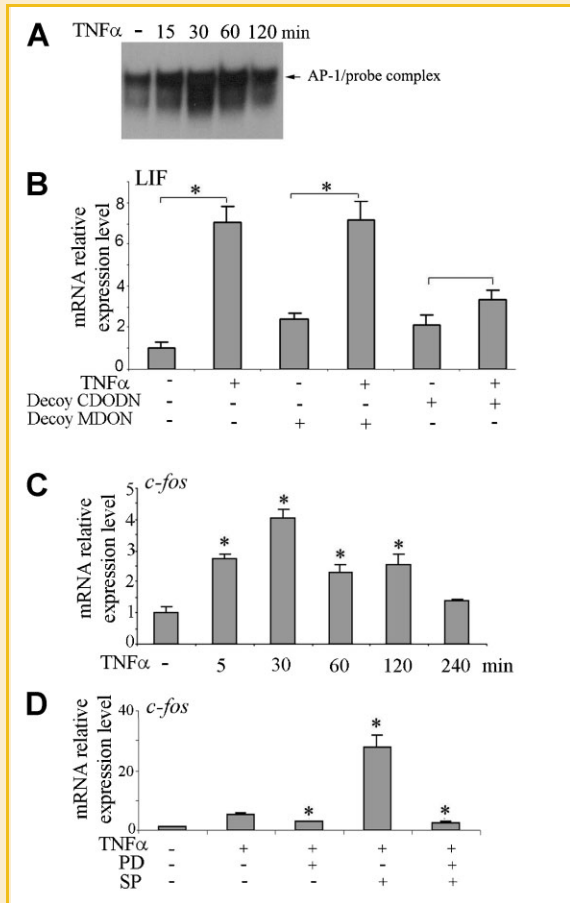 A
TNFα - 15 30 60 120 min
AP-1/probe complex
B
LIF
mRNA relative
expression level
8
6
4
2
0
* *
TNFα - + - + - +
Decoy CDODN - - - - + +
Decoy MDON - - + + - -
C
c-fos
mRNA relative
expression level
5
4
3
2
1
0
* * * *
TNFα - 5 30 60 120 240 min
D
c-fos
mRNA relative
expression level
40
20
0
* * *
TNFα - + + + +
PD - - + - +
SP - - - + +